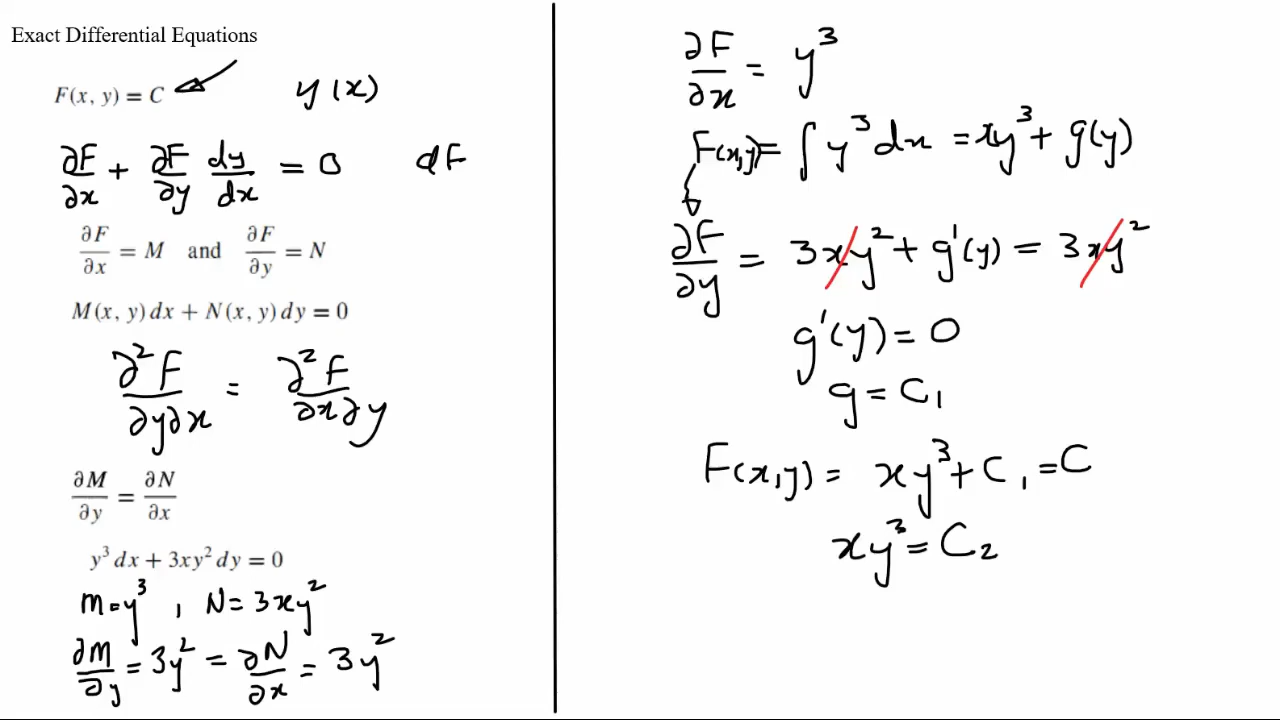 Exact Differential Equations
F(x, y) = C y(x)
∂F/∂x + ∂F/∂y dy/dx = 0 dF
∂F/∂x = M and ∂F/∂y = N
M(x, y) dx + N(x, y) dy = 0
∂²F/∂y∂x = ∂²F/∂x∂y
∂M/∂y = ∂N/∂x
y³ dx + 3xy² dy = 0
M = y³ , N = 3xy²
∂M/∂y = 3y² = ∂N/∂x = 3y²
∂F/∂x = y³
F(x,y) = ∫ y³ dx = xy³ + g(y)
∂F/∂y = 3xy² + g'(y) = 3xy²
g'(y) = 0
g = C₁
F(x,y) = xy³ + C₁ = C
xy³ = C₂